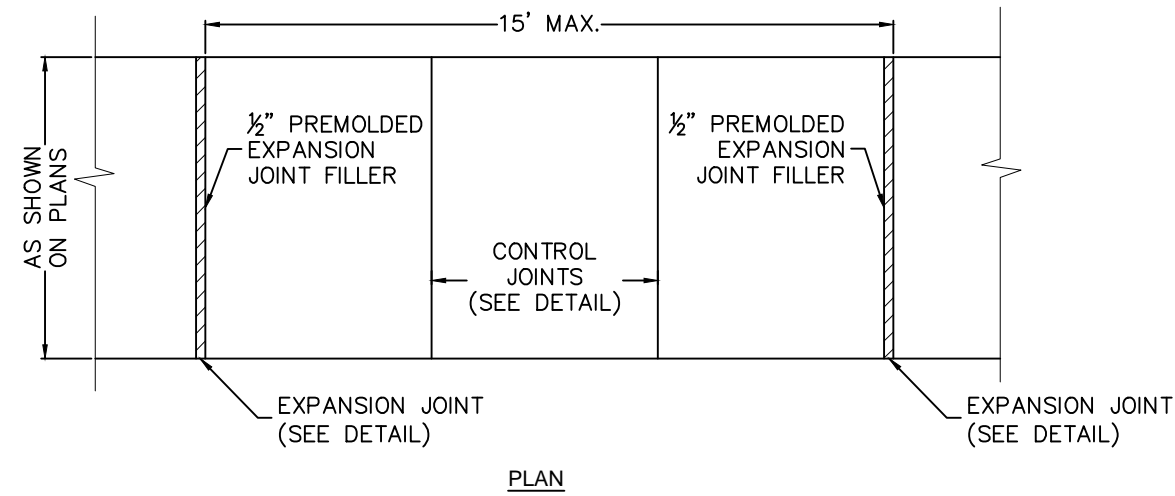 15' MAX.
½" PREMOLDED
EXPANSION
JOINT FILLER
½" PREMOLDED
EXPANSION
JOINT FILLER
AS SHOWN
ON PLANS
CONTROL
JOINTS
(SEE DETAIL)
EXPANSION JOINT
(SEE DETAIL)
EXPANSION JOINT
(SEE DETAIL)
PLAN